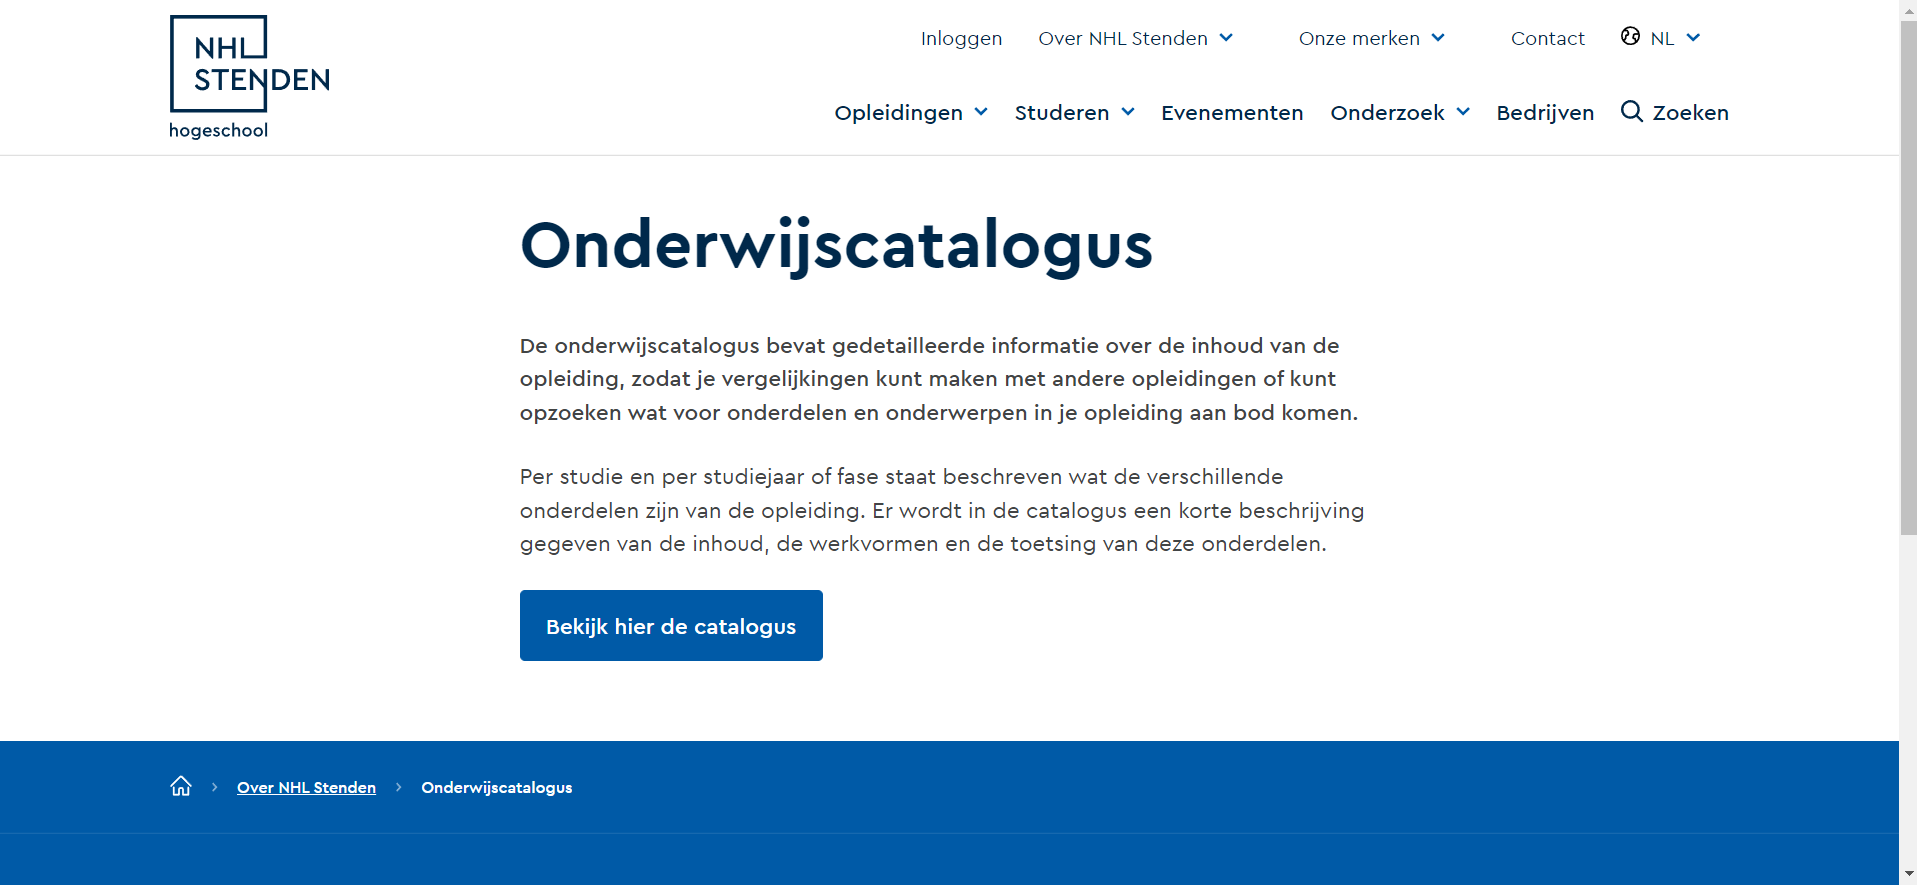 NHL
STENDEN
hogeschool
Inloggen Over NHL Stenden Onze merken Contact NL
Opleidingen Studeren Evenementen Onderzoek Bedrijven Zoeken
Onderwijscatalogus
De onderwijscatalogus bevat gedetailleerde informatie over de inhoud van de
opleiding, zodat je vergelijkingen kunt maken met andere opleidingen of kunt
opzoeken wat voor onderdelen en onderwerpen in je opleiding aan bod komen.
Per studie en per studiejaar of fase staat beschreven wat de verschillende
onderdelen zijn van de opleiding. Er wordt in de catalogus een korte beschrijving
gegeven van de inhoud, de werkvormen en de toetsing van deze onderdelen.
Bekijk hier de catalogus
Over NHL Stenden Onderwijscatalogus